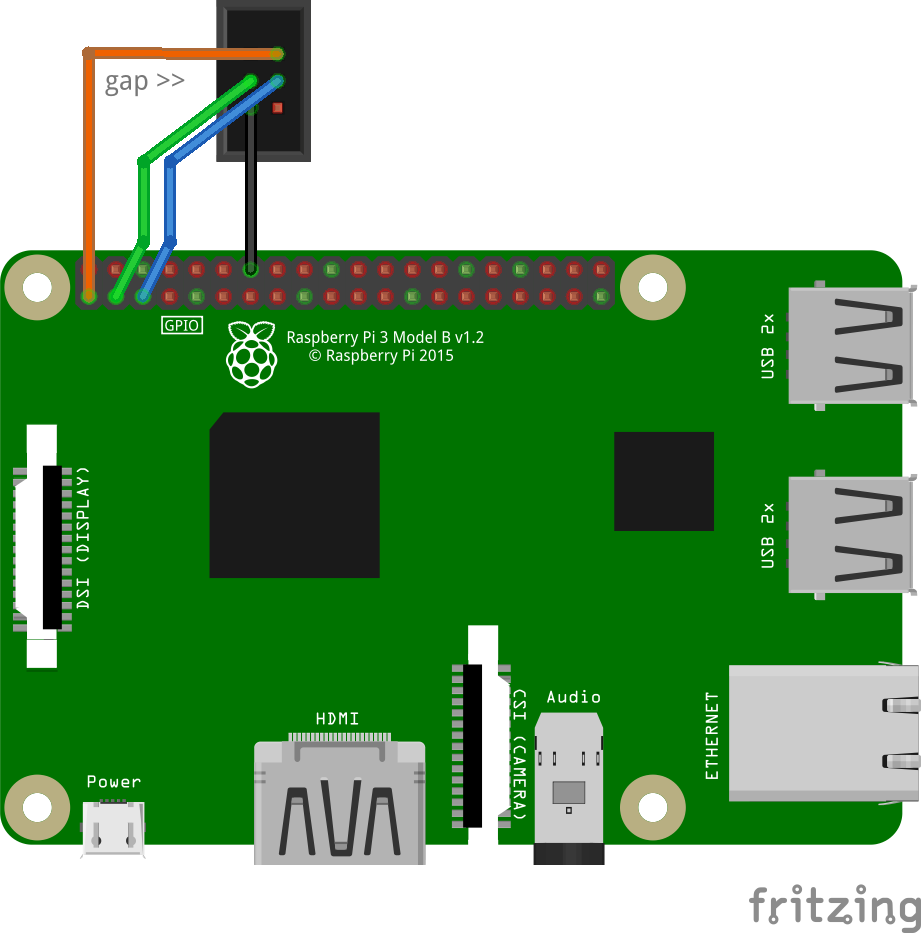 gap >>
GPIO
Raspberry Pi 3 Model B v1.2
© Raspberry Pi 2015
USB 2x
DSI (DISPLAY)
USB 2x
CSI (CAMERA)
Audio
ETHERNET
HDMI
Power
fritzing